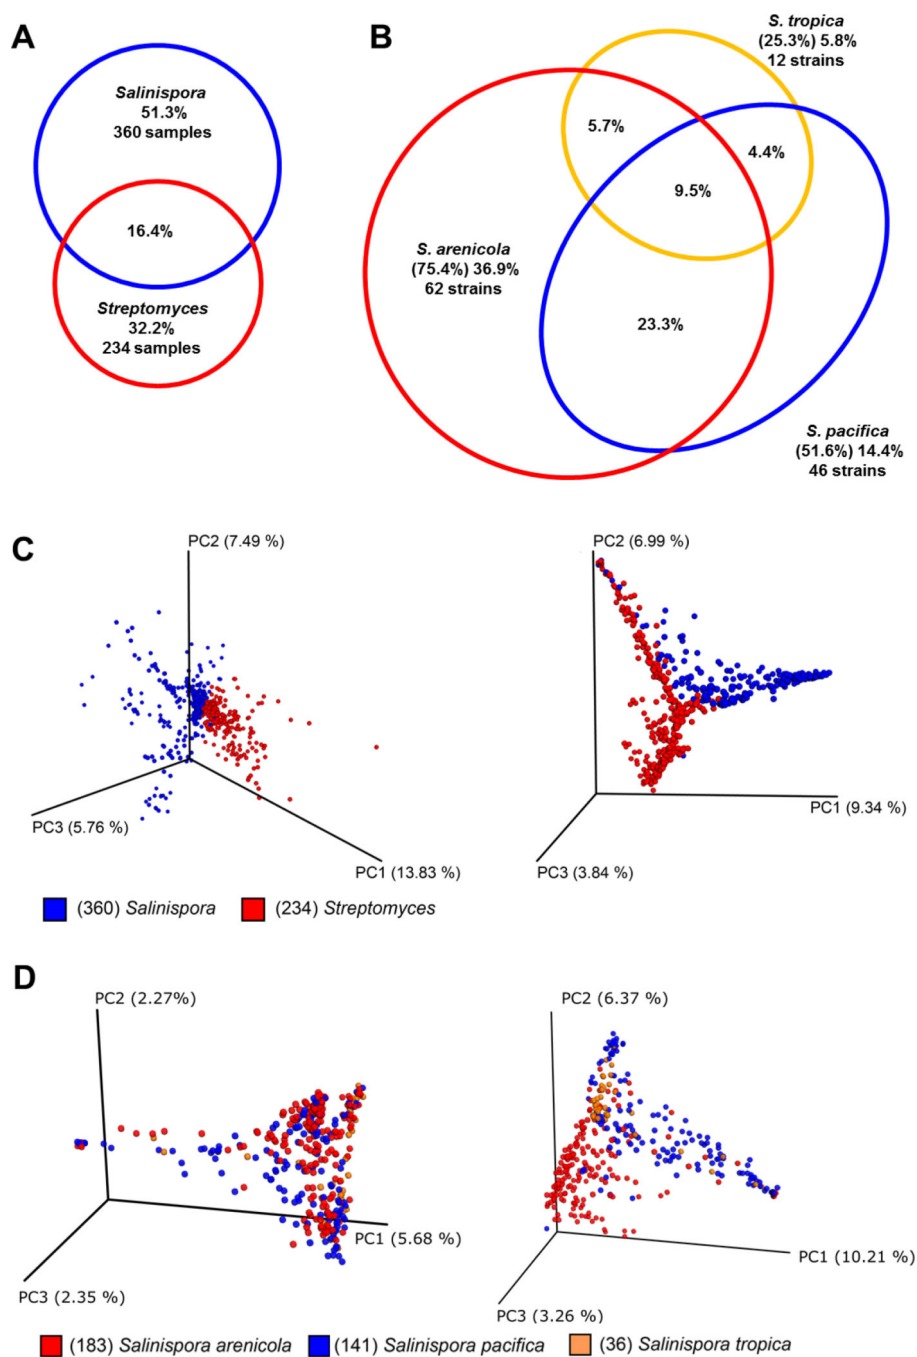 A
Salinispora
51.3%
360 samples
16.4%
Streptomyces
32.2%
234 samples
B
S. tropica
(25.3%) 5.8%
12 strains
5.7%
4.4%
9.5%
S. arenicola
(75.4%) 36.9%
62 strains
23.3%
S. pacifica
(51.6%) 14.4%
46 strains
C
PC2 (7.49 %)
PC3 (5.76 %)
PC1 (13.83 %)
PC2 (6.99 %)
PC1 (9.34 %)
PC3 (3.84 %)
(360) Salinispora (234) Streptomyces
D
PC2 (2.27%)
PC1 (5.68 %)
PC3 (2.35 %)
PC2 (6.37 %)
PC1 (10.21 %)
PC3 (3.26 %)
(183) Salinispora arenicola (141) Salinispora pacifica (36) Salinispora tropica